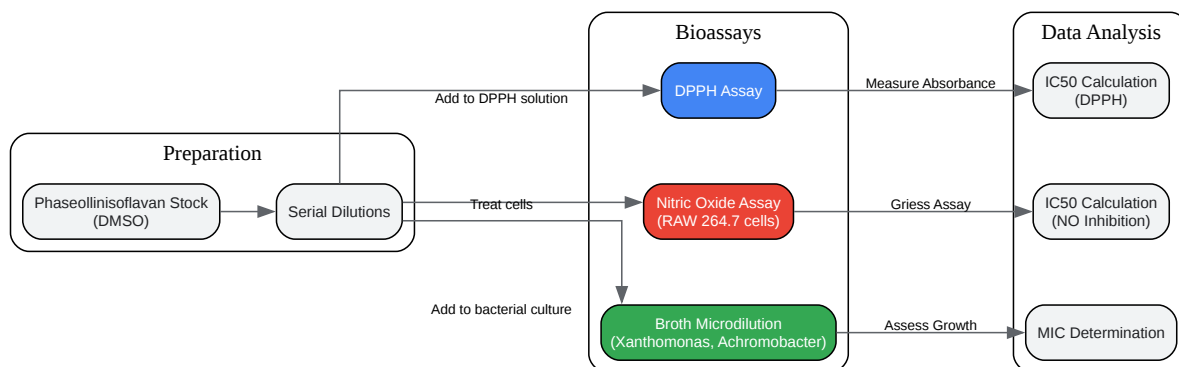 Preparation
Phaseollinisoflavan Stock
(DMSO)
Serial Dilutions
Add to DPPH solution
Treat cells
Add to bacterial culture
Bioassays
DPPH Assay
Nitric Oxide Assay
(RAW 264.7 cells)
Broth Microdilution
(Xanthomonas, Achromobacter)
Measure Absorbance
Griess Assay
Assess Growth
Data Analysis
IC50 Calculation
(DPPH)
IC50 Calculation
(NO Inhibition)
MIC Determination